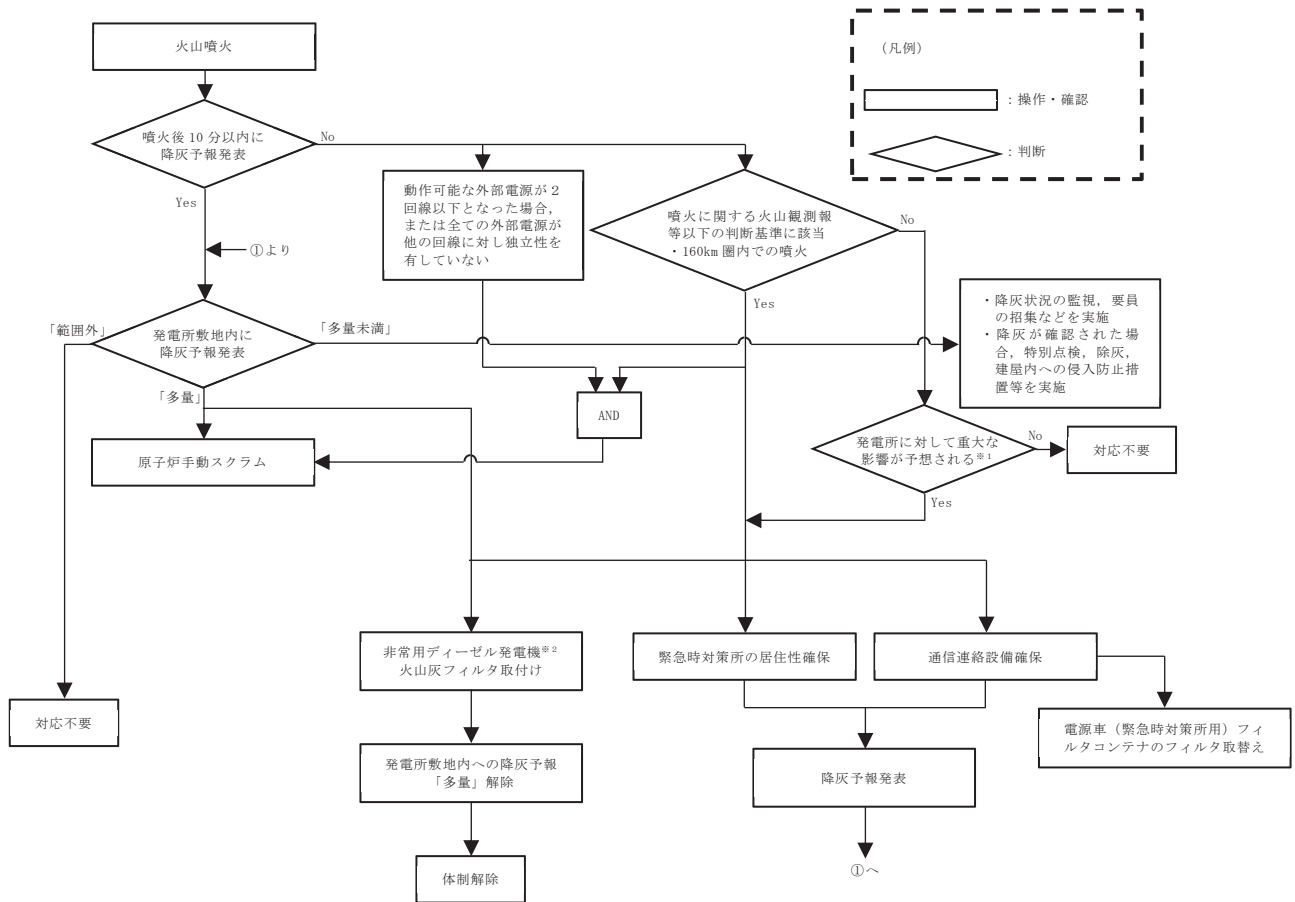 火山噴火
(凡例)
：操作・確認
：判断
噴火後 10 分以内に
降灰予報発表
No
Yes
動作可能な外部電源が２
回線以下となった場合，
または全ての外部電源が
他の回線に対し独立性を
有していない
噴火に関する火山観測報
等以下の判断基準に該当
・160km 圏内での噴火
No
Yes
①より
「範囲外」
発電所敷地内に
降灰予報発表
「多量未満」
「多量」
・降灰状況の監視，要員
の招集などを実施
・降灰が確認された場
合，特別点検，除灰，
建屋内への侵入防止措
置等を実施
AND
原子炉手動スクラム
発電所に対して重大な
影響が予想される※1
No
Yes
対応不要
非常用ディーゼル発電機※2
火山灰フィルタ取付け
緊急時対策所の居住性確保
通信連絡設備確保
対応不要
電源車（緊急時対策所用）フィ
ルタコンテナのフィルタ取替え
発電所敷地内への降灰予報
「多量」解除
降灰予報発表
体制解除
①へ